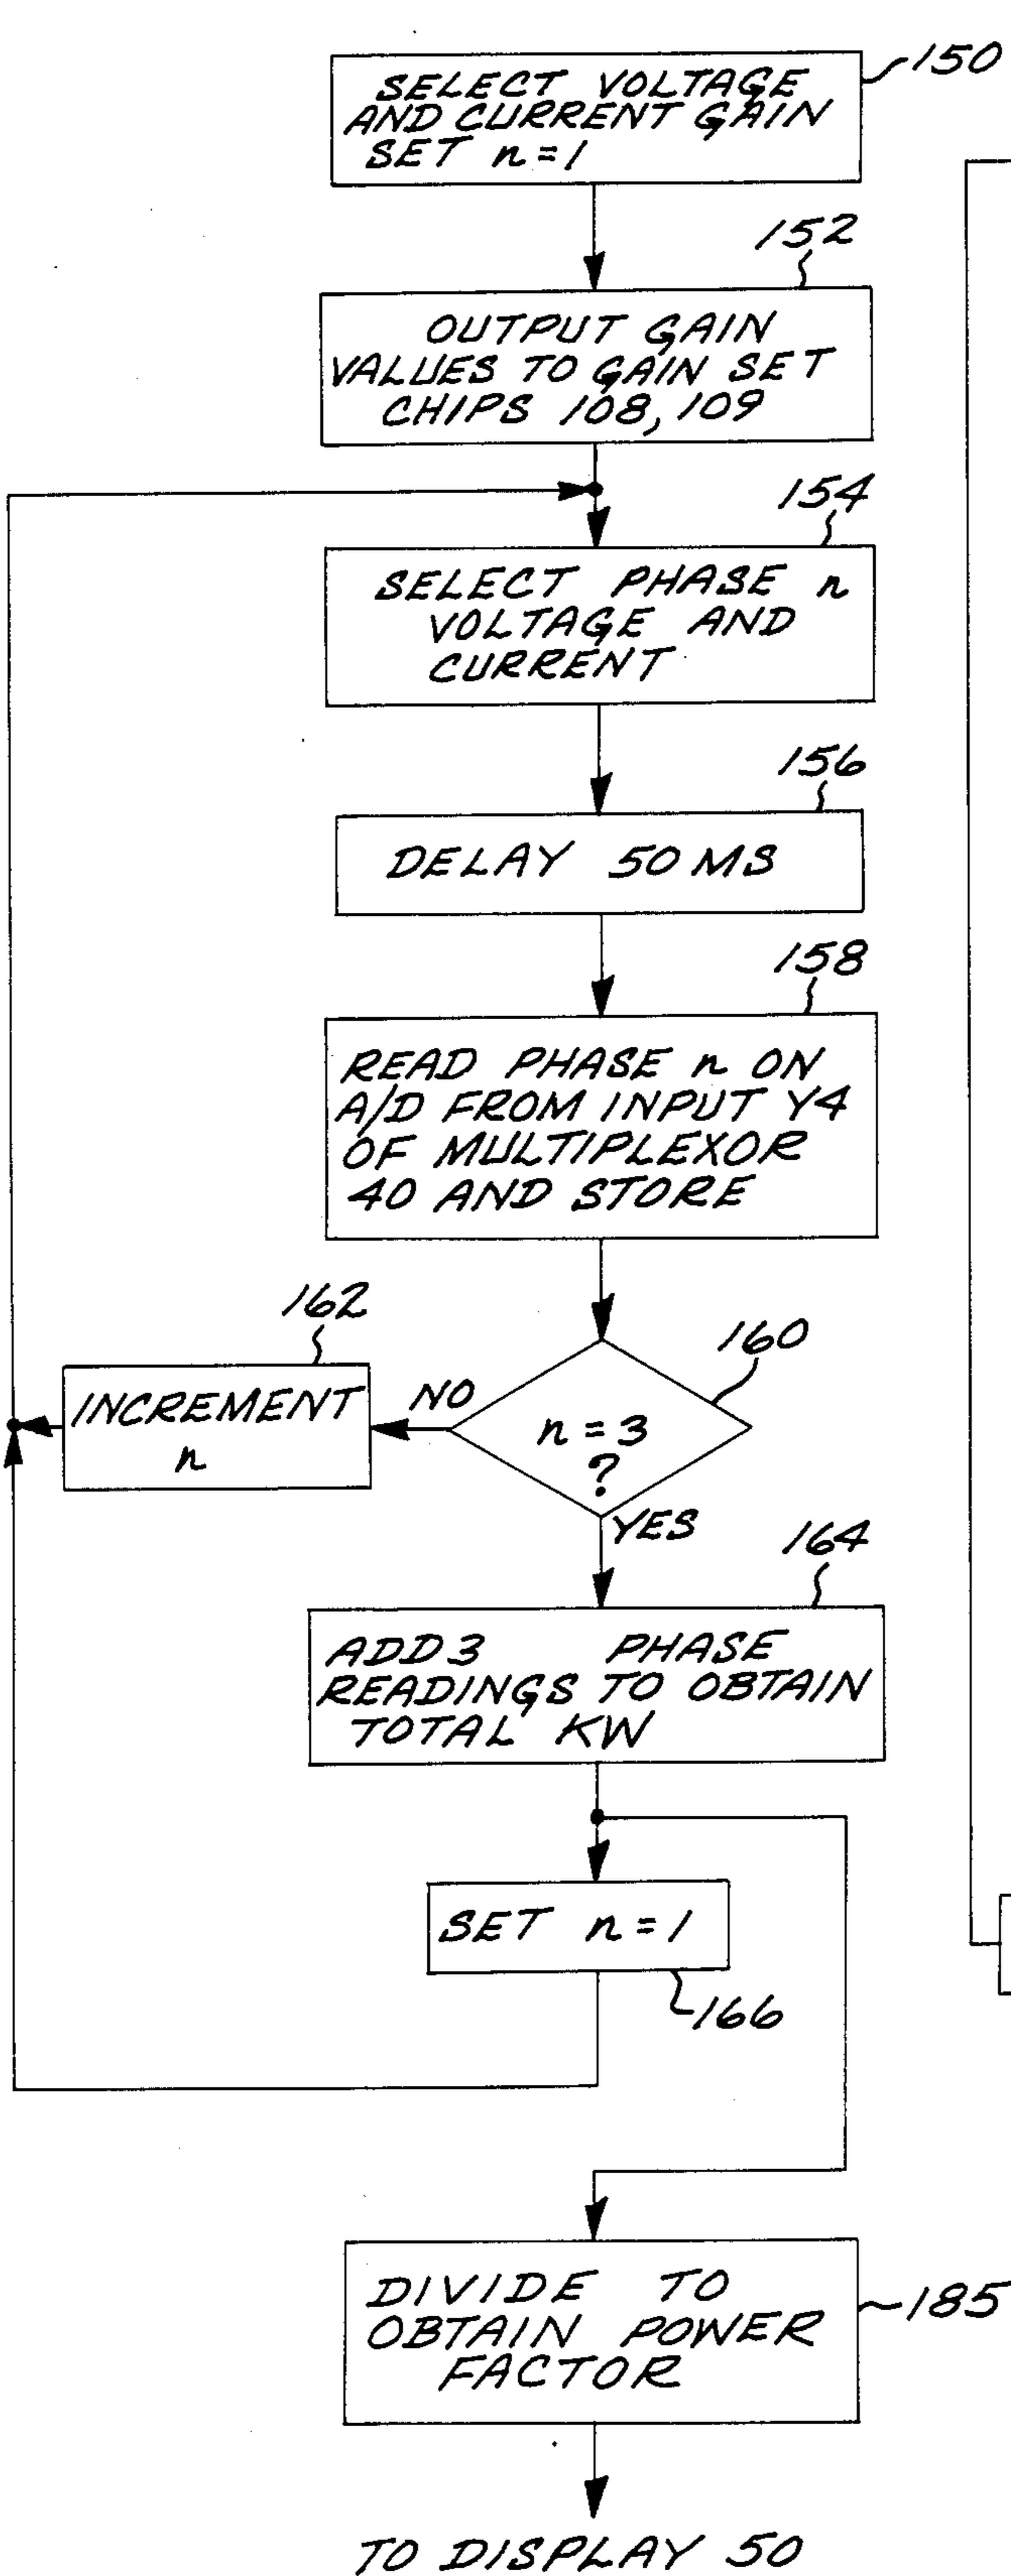 150
SELECT VOLTAGE
AND CURRENT GAIN
SET n=1
152
OUTPUT GAIN
VALUES TO GAIN SET
CHIPS 108, 109
154
SELECT PHASE n
VOLTAGE AND
CURRENT
156
DELAY 50 MS
158
READ PHASE n ON
A/D FROM INPUT Y4
OF MULTIPLEXOR
40 AND STORE
162
160
INCREMENT
n
NO
n=3
?
YES
164
ADD 3 PHASE
READINGS TO OBTAIN
TOTAL KW
SET n=1
166
DIVIDE TO
OBTAIN POWER
FACTOR
185
TO DISPLAY 50